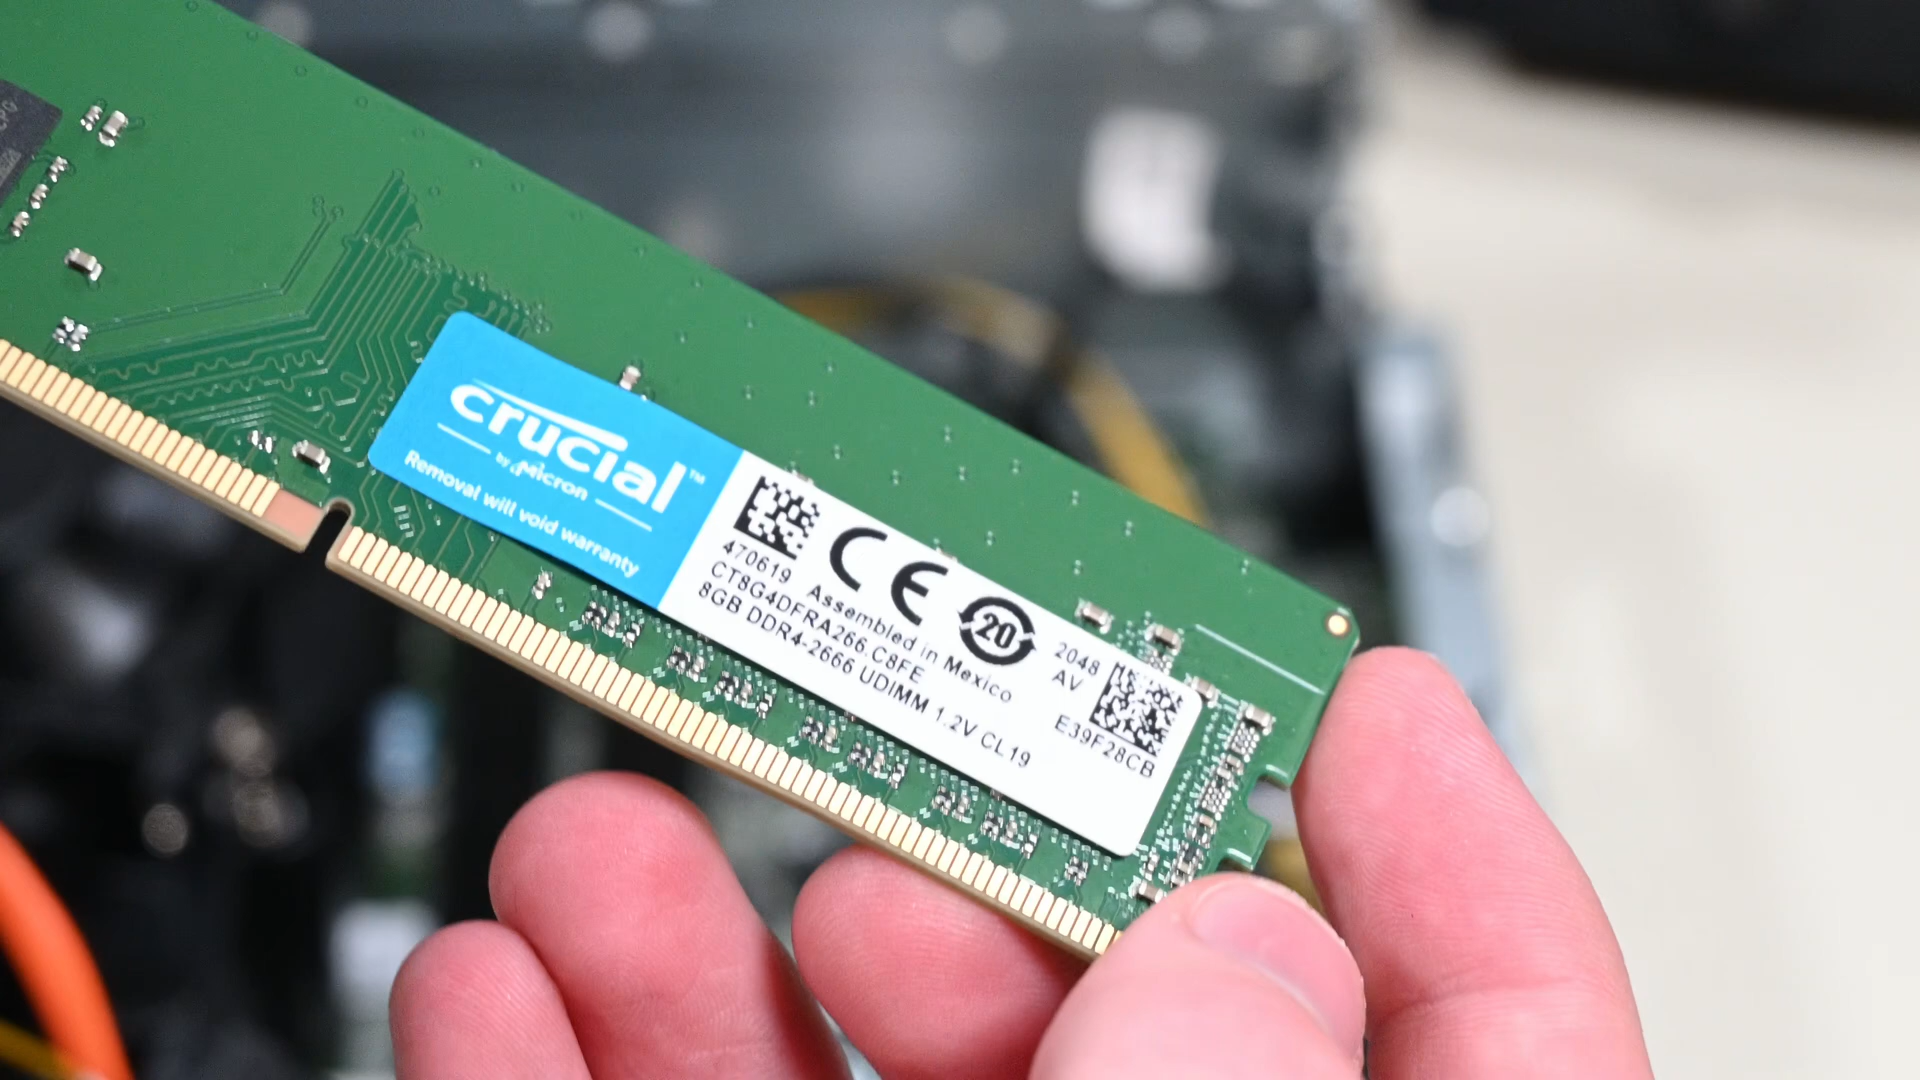 crucial™
by Micron
Removal will void warranty
470619
CE
20
Assembled in Mexico
CT8G4DFRA266.C8FE
8GB DDR4-2666 UDIMM 1.2V CL19
2048
AV
E39F28CB